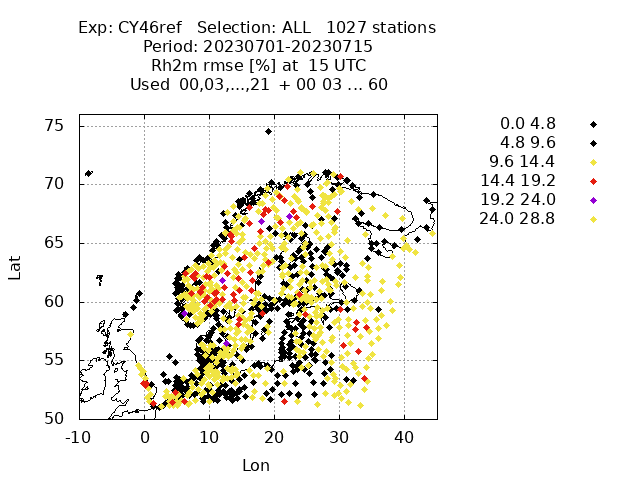 Exp: CY46ref   Selection: ALL   1027 stations
Period: 20230701-20230715
Rh2m rmse [%] at  15 UTC
Used  00,03,...,21  + 00 03 ... 60
75
70
65
60
55
50
-10 0 10 20 30 40
Lat
Lon
0.0 4.8
4.8 9.6
9.6 14.4
14.4 19.2
19.2 24.0
24.0 28.8